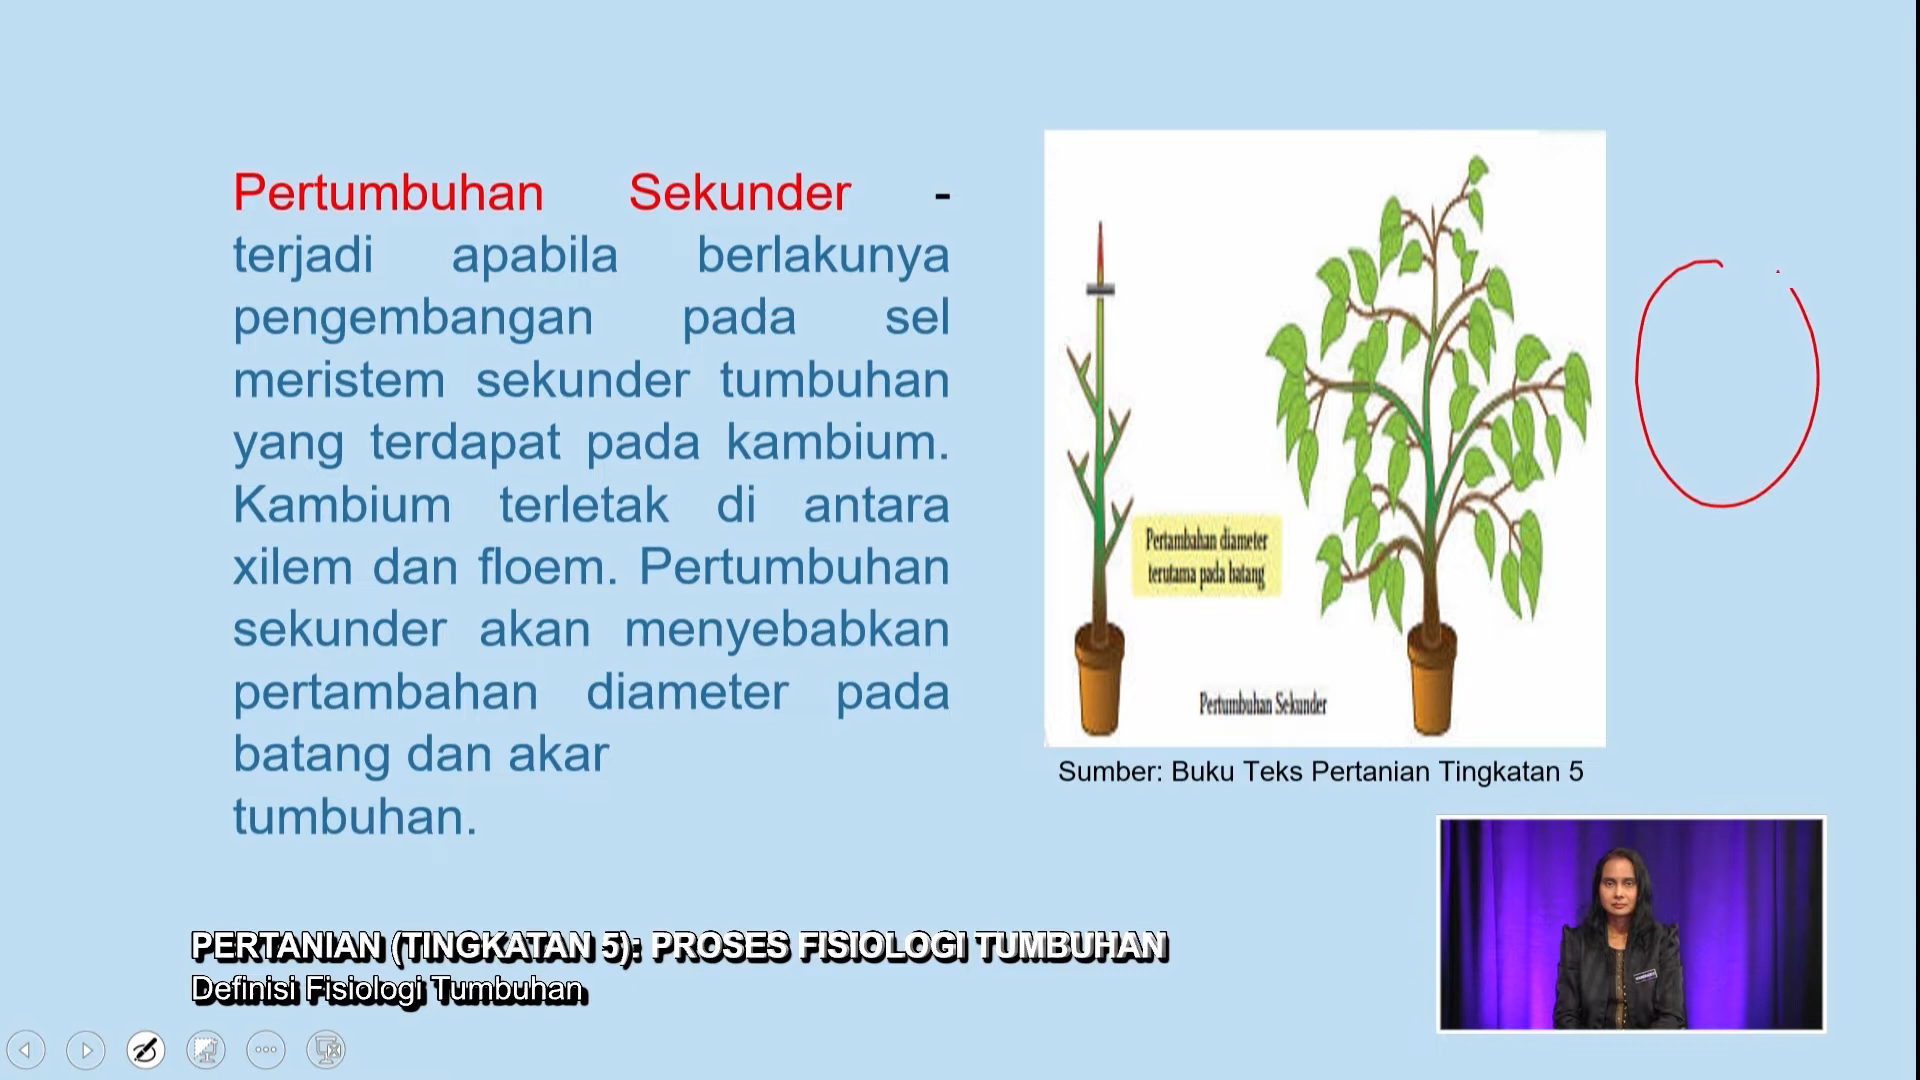 Pertumbuhan Sekunder -
terjadi apabila berlakunya
pengembangan pada sel
meristem sekunder tumbuhan
yang terdapat pada kambium.
Kambium terletak di antara
xilem dan floem. Pertumbuhan
sekunder akan menyebabkan
pertambahan diameter pada
batang dan akar
tumbuhan.
Pertambahan diameter
terutama pada batang
Pertumbuhan Sekunder
Sumber: Buku Teks Pertanian Tingkatan 5
PERTANIAN (TINGKATAN 5): PROSES FISIOLOGI TUMBUHAN
Definisi Fisiologi Tumbuhan